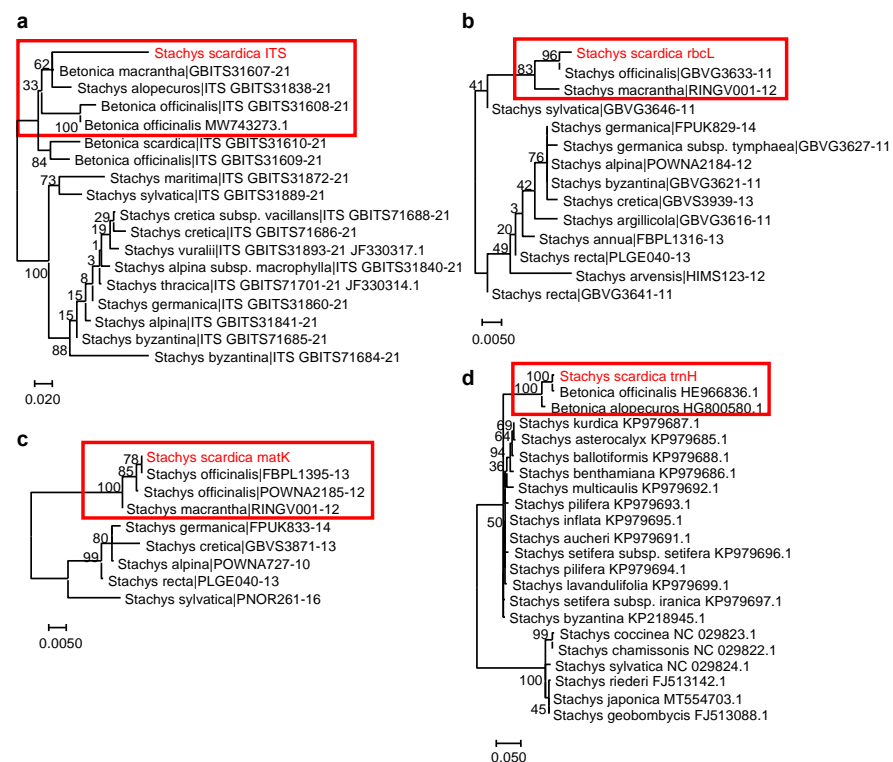 a
Stachys scardica ITS
62
Betonica macrantha|GBITS31607-21
33
Stachys alopecuros|ITS GBITS31838-21
Betonica officinalis|ITS GBITS31608-21
100
Betonica officinalis MW743273.1
Betonica scardica|ITS GBITS31610-21
84
Betonica officinalis|ITS GBITS31609-21
73
Stachys maritima|ITS GBITS31872-21
Stachys sylvatica|ITS GBITS31889-21
29
Stachys cretica subsp. vacillans|ITS GBITS71688-21
19
Stachys cretica|ITS GBITS71686-21
1
Stachys vuralii|ITS GBITS31893-21 JF330317.1
3
Stachys alpina subsp. macrophylla|ITS GBITS31840-21
100
8
Stachys thracica|ITS GBITS71701-21 JF330314.1
15
Stachys germanica|ITS GBITS31860-21
15
Stachys alpina|ITS GBITS31841-21
Stachys byzantina|ITS GBITS71685-21
88
Stachys byzantina|ITS GBITS71684-21
0.020
b
96
Stachys scardica rbcL
83
Stachys officinalis|GBVG3633-11
41
Stachys macrantha|RINGV001-12
Stachys sylvatica|GBVG3646-11
Stachys germanica|FPUK829-14
Stachys germanica subsp. tymphaea|GBVG3627-11
76
Stachys alpina|POWNA2184-12
42
Stachys byzantina|GBVG3621-11
Stachys cretica|GBVS3939-13
3
Stachys argillicola|GBVG3616-11
20
Stachys annua|FBPL1316-13
49
Stachys recta|PLGE040-13
Stachys arvensis|HIMS123-12
Stachys recta|GBVG3641-11
0.0050
c
78
Stachys scardica matK
85
Stachys officinalis|FBPL1395-13
100
Stachys officinalis|POWNA2185-12
Stachys macrantha|RINGV001-12
Stachys germanica|FPUK833-14
80
Stachys cretica|GBVS3871-13
99
Stachys alpina|POWNA727-10
Stachys recta|PLGE040-13
Stachys sylvatica|PNOR261-16
0.0050
d
100
Stachys scardica trnH
100
Betonica officinalis HE966836.1
Betonica alopecuros HG800580.1
69
Stachys kurdica KP979687.1
64
Stachys asterocalyx KP979685.1
94
Stachys ballotiformis KP979688.1
36
Stachys benthamiana KP979686.1
Stachys multicaulis KP979692.1
Stachys pilifera KP979693.1
50
Stachys inflata KP979695.1
Stachys aucheri KP979691.1
Stachys setifera subsp. setifera KP979696.1
Stachys pilifera KP979694.1
Stachys lavandulifolia KP979699.1
Stachys setifera subsp. iranica KP979697.1
Stachys byzantina KP218945.1
99
Stachys coccinea NC 029823.1
Stachys chamissonis NC 029822.1
Stachys sylvatica NC 029824.1
100
Stachys riederi FJ513142.1
Stachys japonica MT554703.1
45
Stachys geobombycis FJ513088.1
0.050